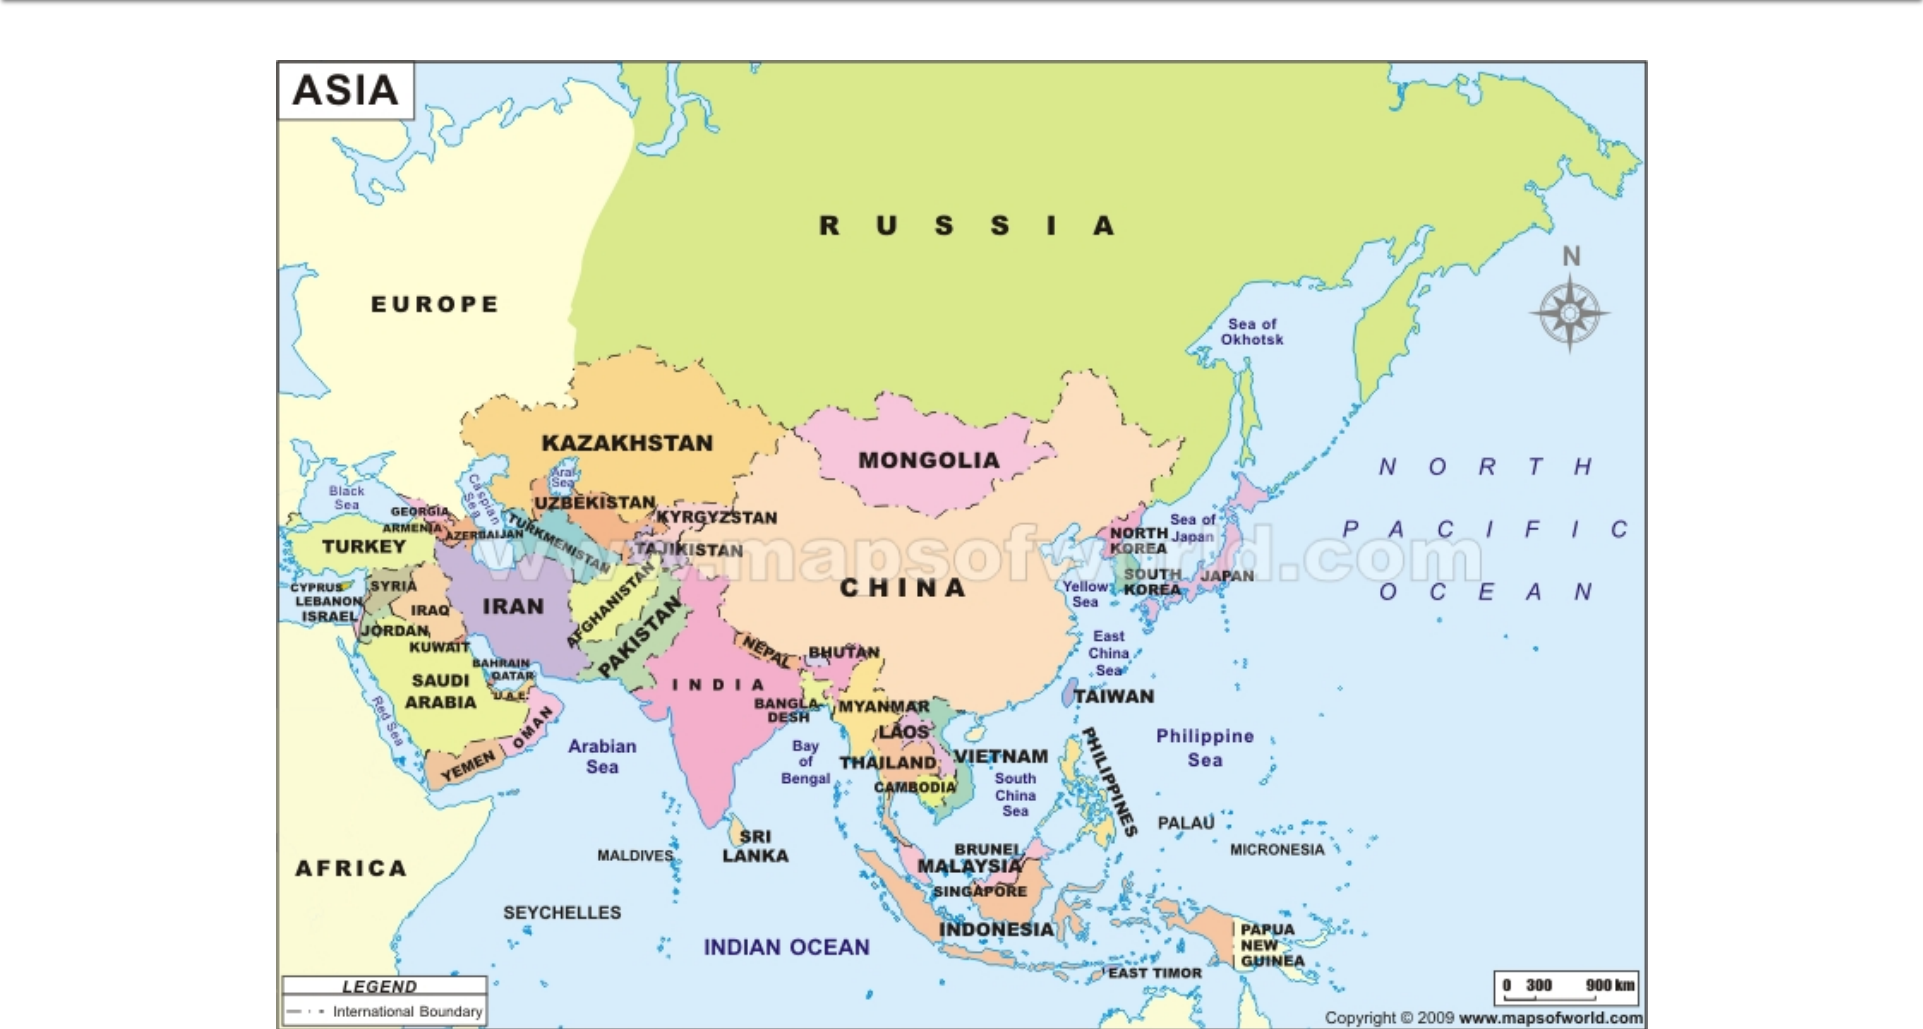 ASIA
RUSSIA
N
EUROPE
Sea of
Okhotsk
KAZAKHSTAN
MONGOLIA
NORTH
PACIFIC
OCEAN
Aral
Sea
Caspian
Sea
Black
Sea
UZBEKISTAN
GEORGIA
KYRGYZSTAN
ARMENIA
AZERBAIJAN
TURKMENISTAN
Sea of
Japan
NORTH
KOREA
TURKEY
TAJIKISTAN
www.mapsofworld.com
CHINA
SOUTH
KOREA
JAPAN
CYPRUS
SYRIA
LEBANON
ISRAEL
IRAQ
IRAN
AFGHANISTAN
PAKISTAN
Yellow
Sea
JORDAN
KUWAIT
NEPAL
BHUTAN
East
China
Sea
BAHRAIN
QATAR
U.A.E.
SAUDI
ARABIA
INDIA
BANGLA-
DESH
MYANMAR
TAIWAN
Red Sea
OMAN
YEMEN
LAOS
Arabian
Sea
Bay
of
Bengal
THAILAND
VIETNAM
CAMBODIA
South
China
Sea
PHILIPPINES
Philippine
Sea
SRI
LANKA
MALDIVES
PALAU
MICRONESIA
BRUNEI
MALAYSIA
SINGAPORE
AFRICA
SEYCHELLES
INDIAN OCEAN
INDONESIA
PAPUA
NEW
GUINEA
EAST TIMOR
LEGEND
International Boundary
0 300 900 km
Copyright © 2009 www.mapsofworld.com